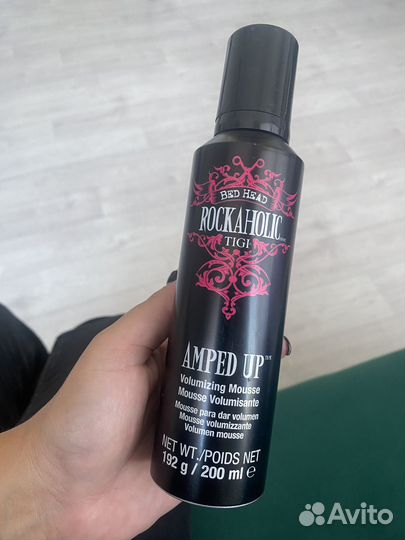 BED HEAD
ROCKAHOLIC
TIGI
AMPED UP™
Volumizing Mousse
Mousse Volumisante
Mousse para dar volumen
Mousse volumizzante
Volumen mousse
NET WT./POIDS NET
192 g / 200 ml e
Avito